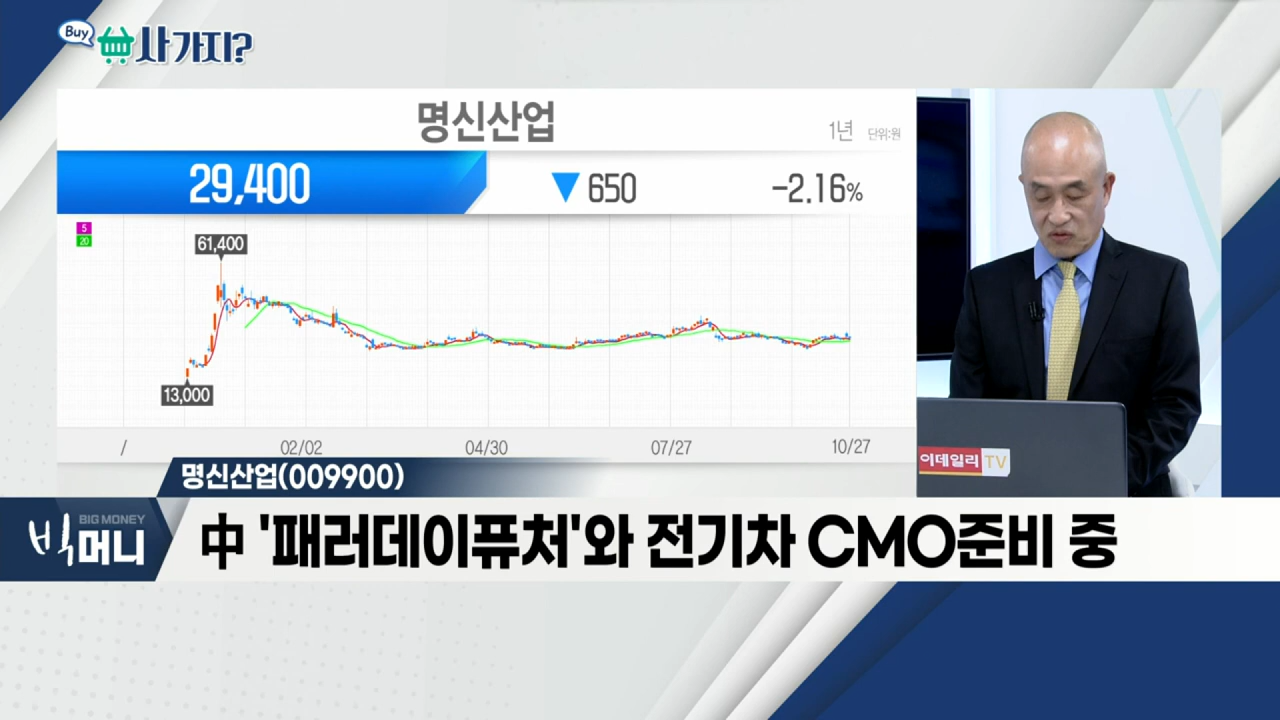 Buy
사가지?
명신산업
1년 단위:원
29,400 ▼650 -2.16%
5
20
61,400
13,000
/ 02/02 04/30 07/27 10/27
이데일리 TV
명신산업(009900)
BIG MONEY
빅머니
中 '패러데이퓨처'와 전기차 CMO준비 중